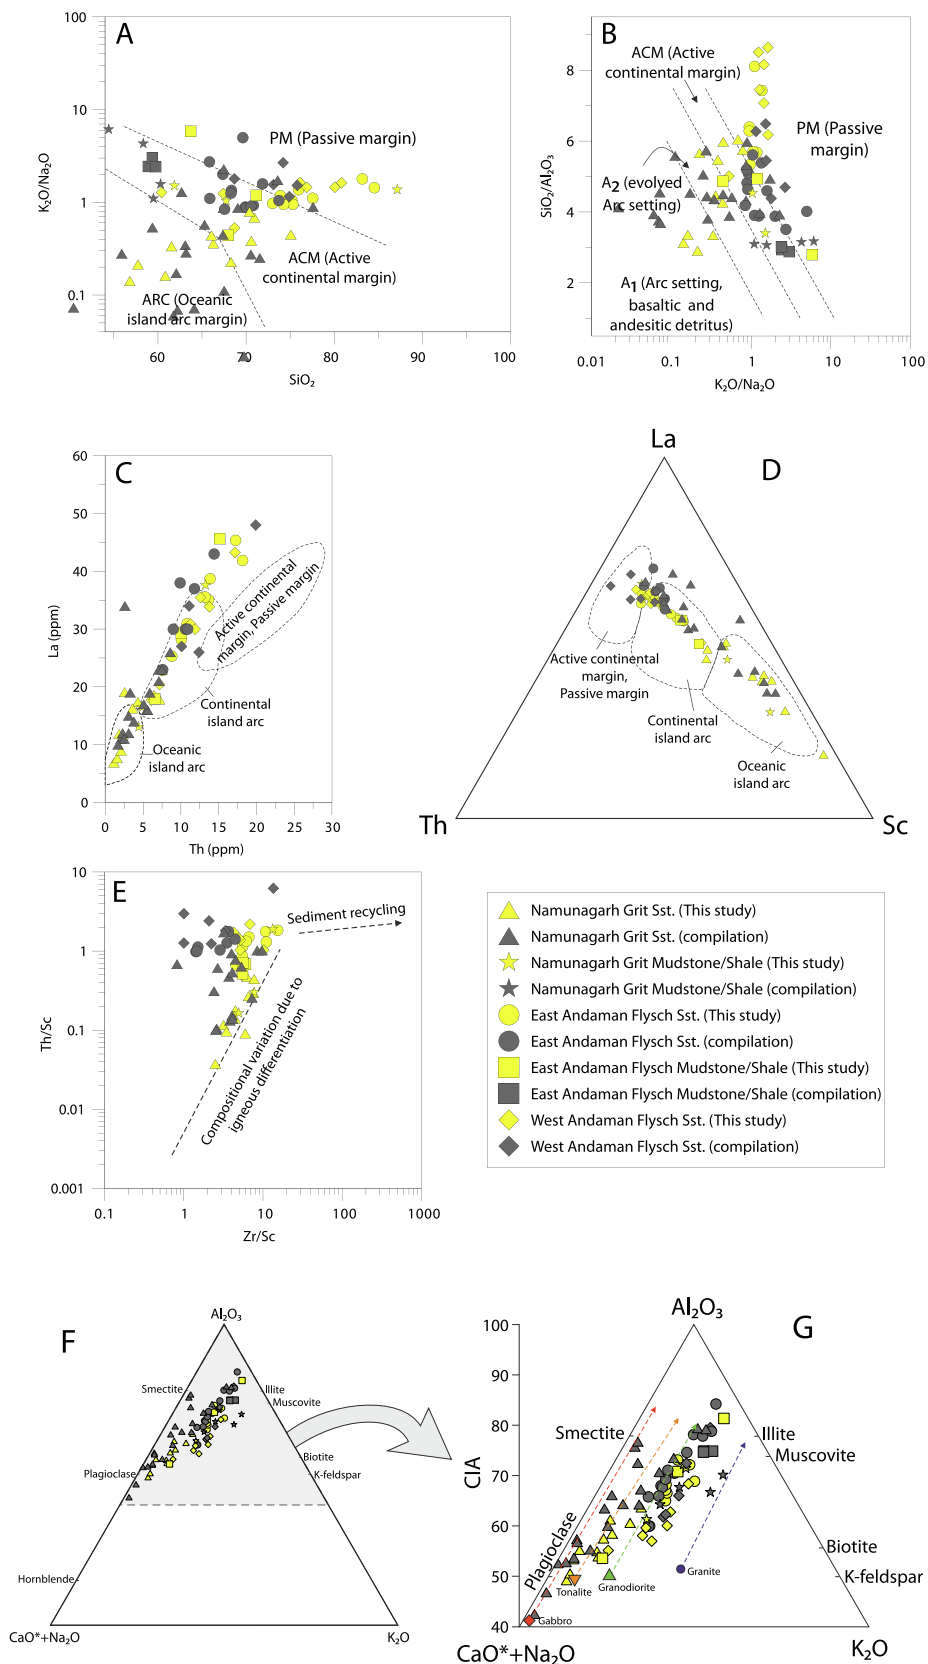 A
100
10
1
0.1
K₂O/Na₂O
PM (Passive margin)
ACM (Active
continental margin)
ARC (Oceanic
island arc margin)
60
70
80
90
100
SiO₂
B
8
6
4
2
SiO₂/Al₂O₃
ACM (Active
continental margin)
PM (Passive
margin)
A₂ (evolved
Arc setting)
A₁ (Arc setting,
basaltic and
andesitic detritus)
0.01
0.1
1
10
100
K₂O/Na₂O
C
60
50
40
30
20
10
0
La (ppm)
Active continental
margin, Passive margin
Continental
island arc
Oceanic
island arc
0
5
10
15
20
25
30
Th (ppm)
D
La
Active continental
margin,
Passive margin
Continental
island arc
Oceanic
island arc
Th
Sc
E
10
1
0.1
0.01
0.001
Th/Sc
Sediment recycling
Compositional variation due to
igneous differentiation
0.1
1
10
100
1000
Zr/Sc
Namunagarh Grit Sst. (This study)
Namunagarh Grit Sst. (compilation)
Namunagarh Grit Mudstone/Shale (This study)
Namunagarh Grit Mudstone/Shale (compilation)
East Andaman Flysch Sst. (This study)
East Andaman Flysch Sst. (compilation)
East Andaman Flysch Mudstone/Shale (This study)
East Andaman Flysch Mudstone/Shale (compilation)
West Andaman Flysch Sst. (This study)
West Andaman Flysch Sst. (compilation)
F
Al₂O₃
Smectite
Illite
Muscovite
Plagioclase
Biotite
K-feldspar
Hornblende
CaO*+Na₂O
K₂O
G
Al₂O₃
100
90
80
70
60
50
40
CIA
Smectite
Illite
Muscovite
Plagioclase
Biotite
K-feldspar
Tonalite
Granodiorite
Granite
Gabbro
CaO*+Na₂O
K₂O